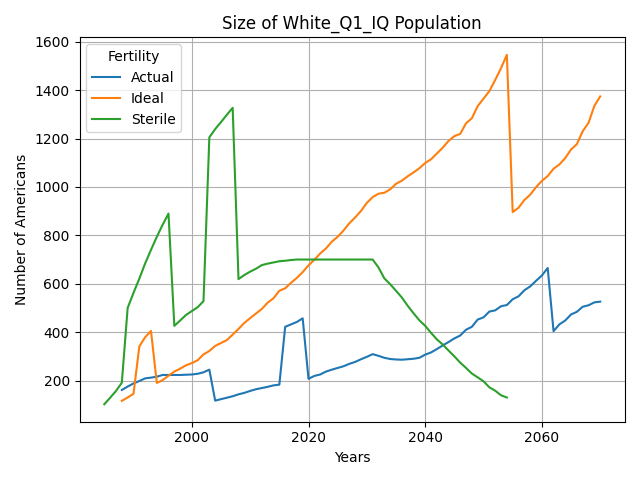 Size of White_Q1_IQ Population
1600
1400
1200
1000
800
600
400
200
Number of Americans
Fertility
Actual
Ideal
Sterile
2000
2020
2040
2060
Years